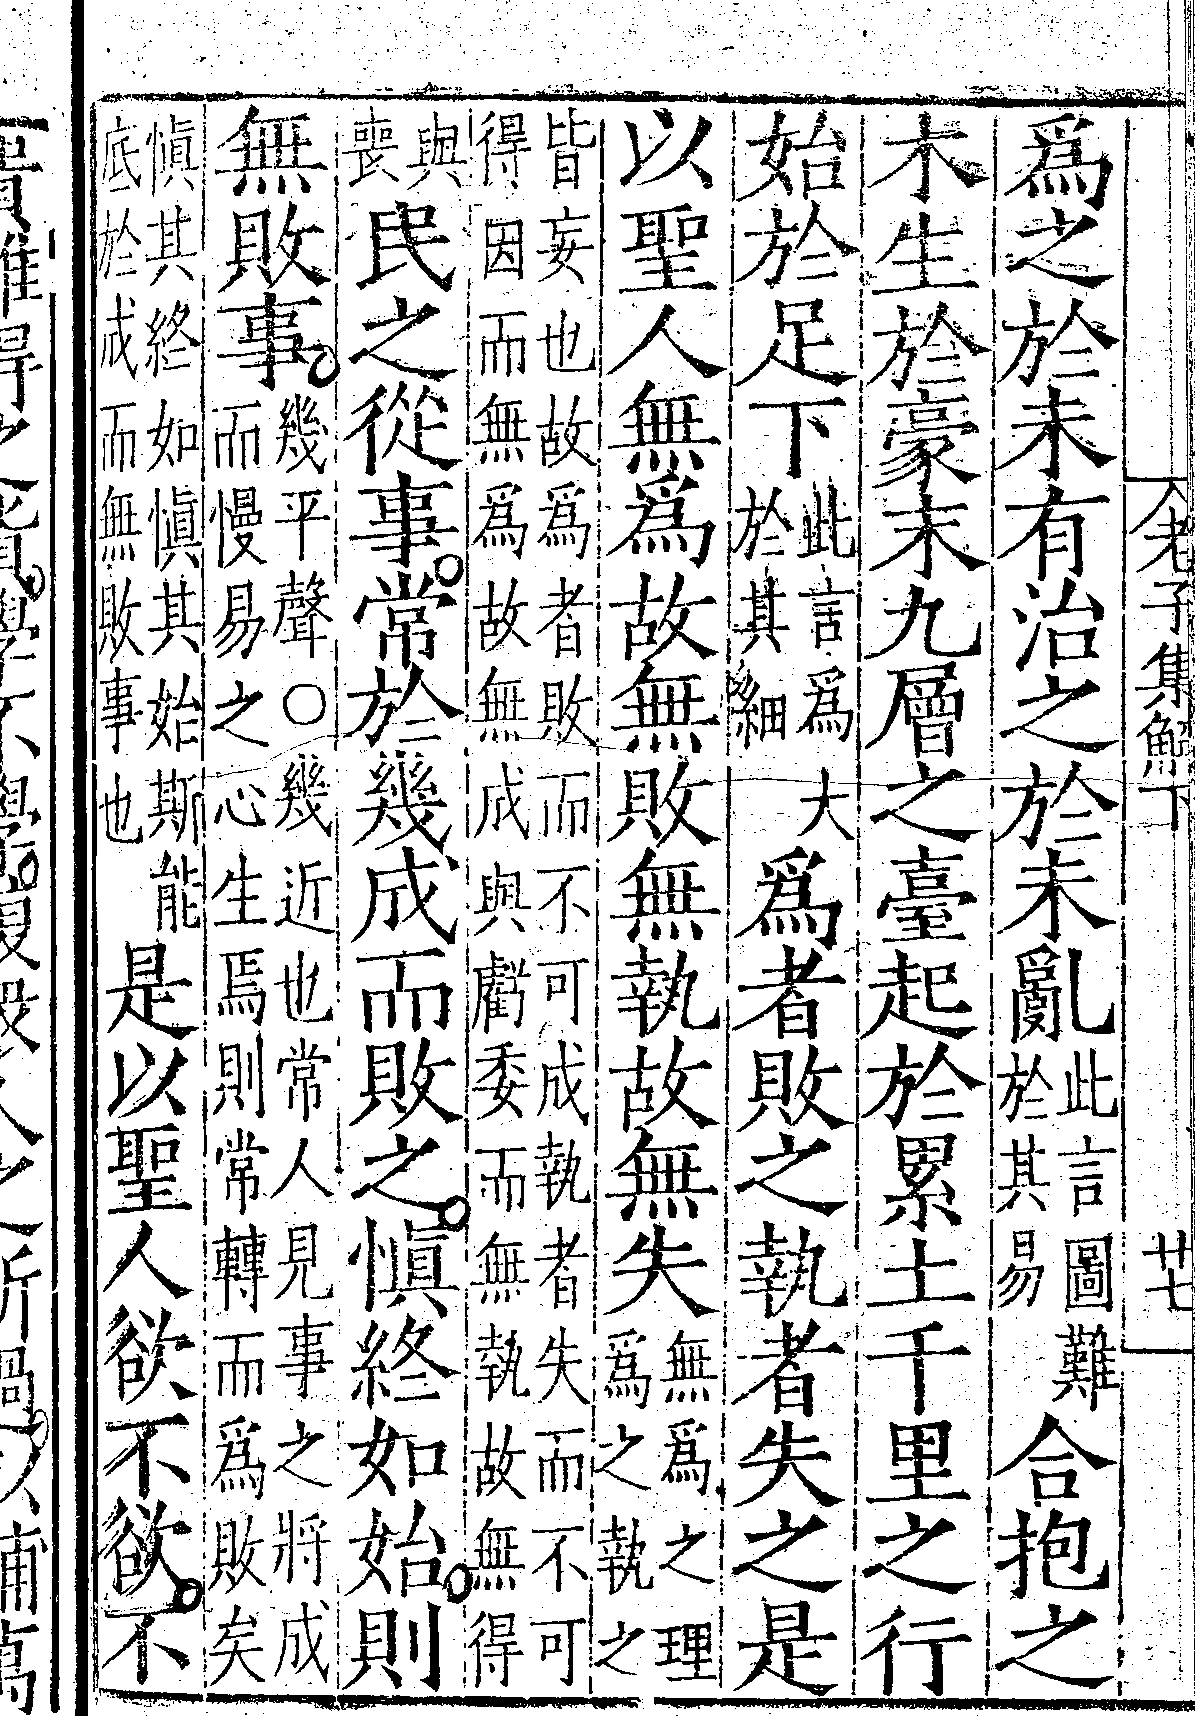 老子集解下 廿七
爲之於未有治之於未亂此言圖難於其易合抱之
木生於豪末九層之臺起於累土千里之行
始於足下此言爲大於其細爲者敗之執者失之是
以聖人無爲故無敗無執故無失無爲之理爲之執之
皆妄也故爲者敗而不可成執者失而不可
得因而無爲故無成與虧委而無執故無得
與喪民之從事常於幾成而敗之愼終如始則
無敗事幾平聲○幾近也常人見事之將成而慢易之心生焉則常轉而爲敗矣
愼其終如愼其始斯能底於成而無敗事也是以聖人欲不欲不